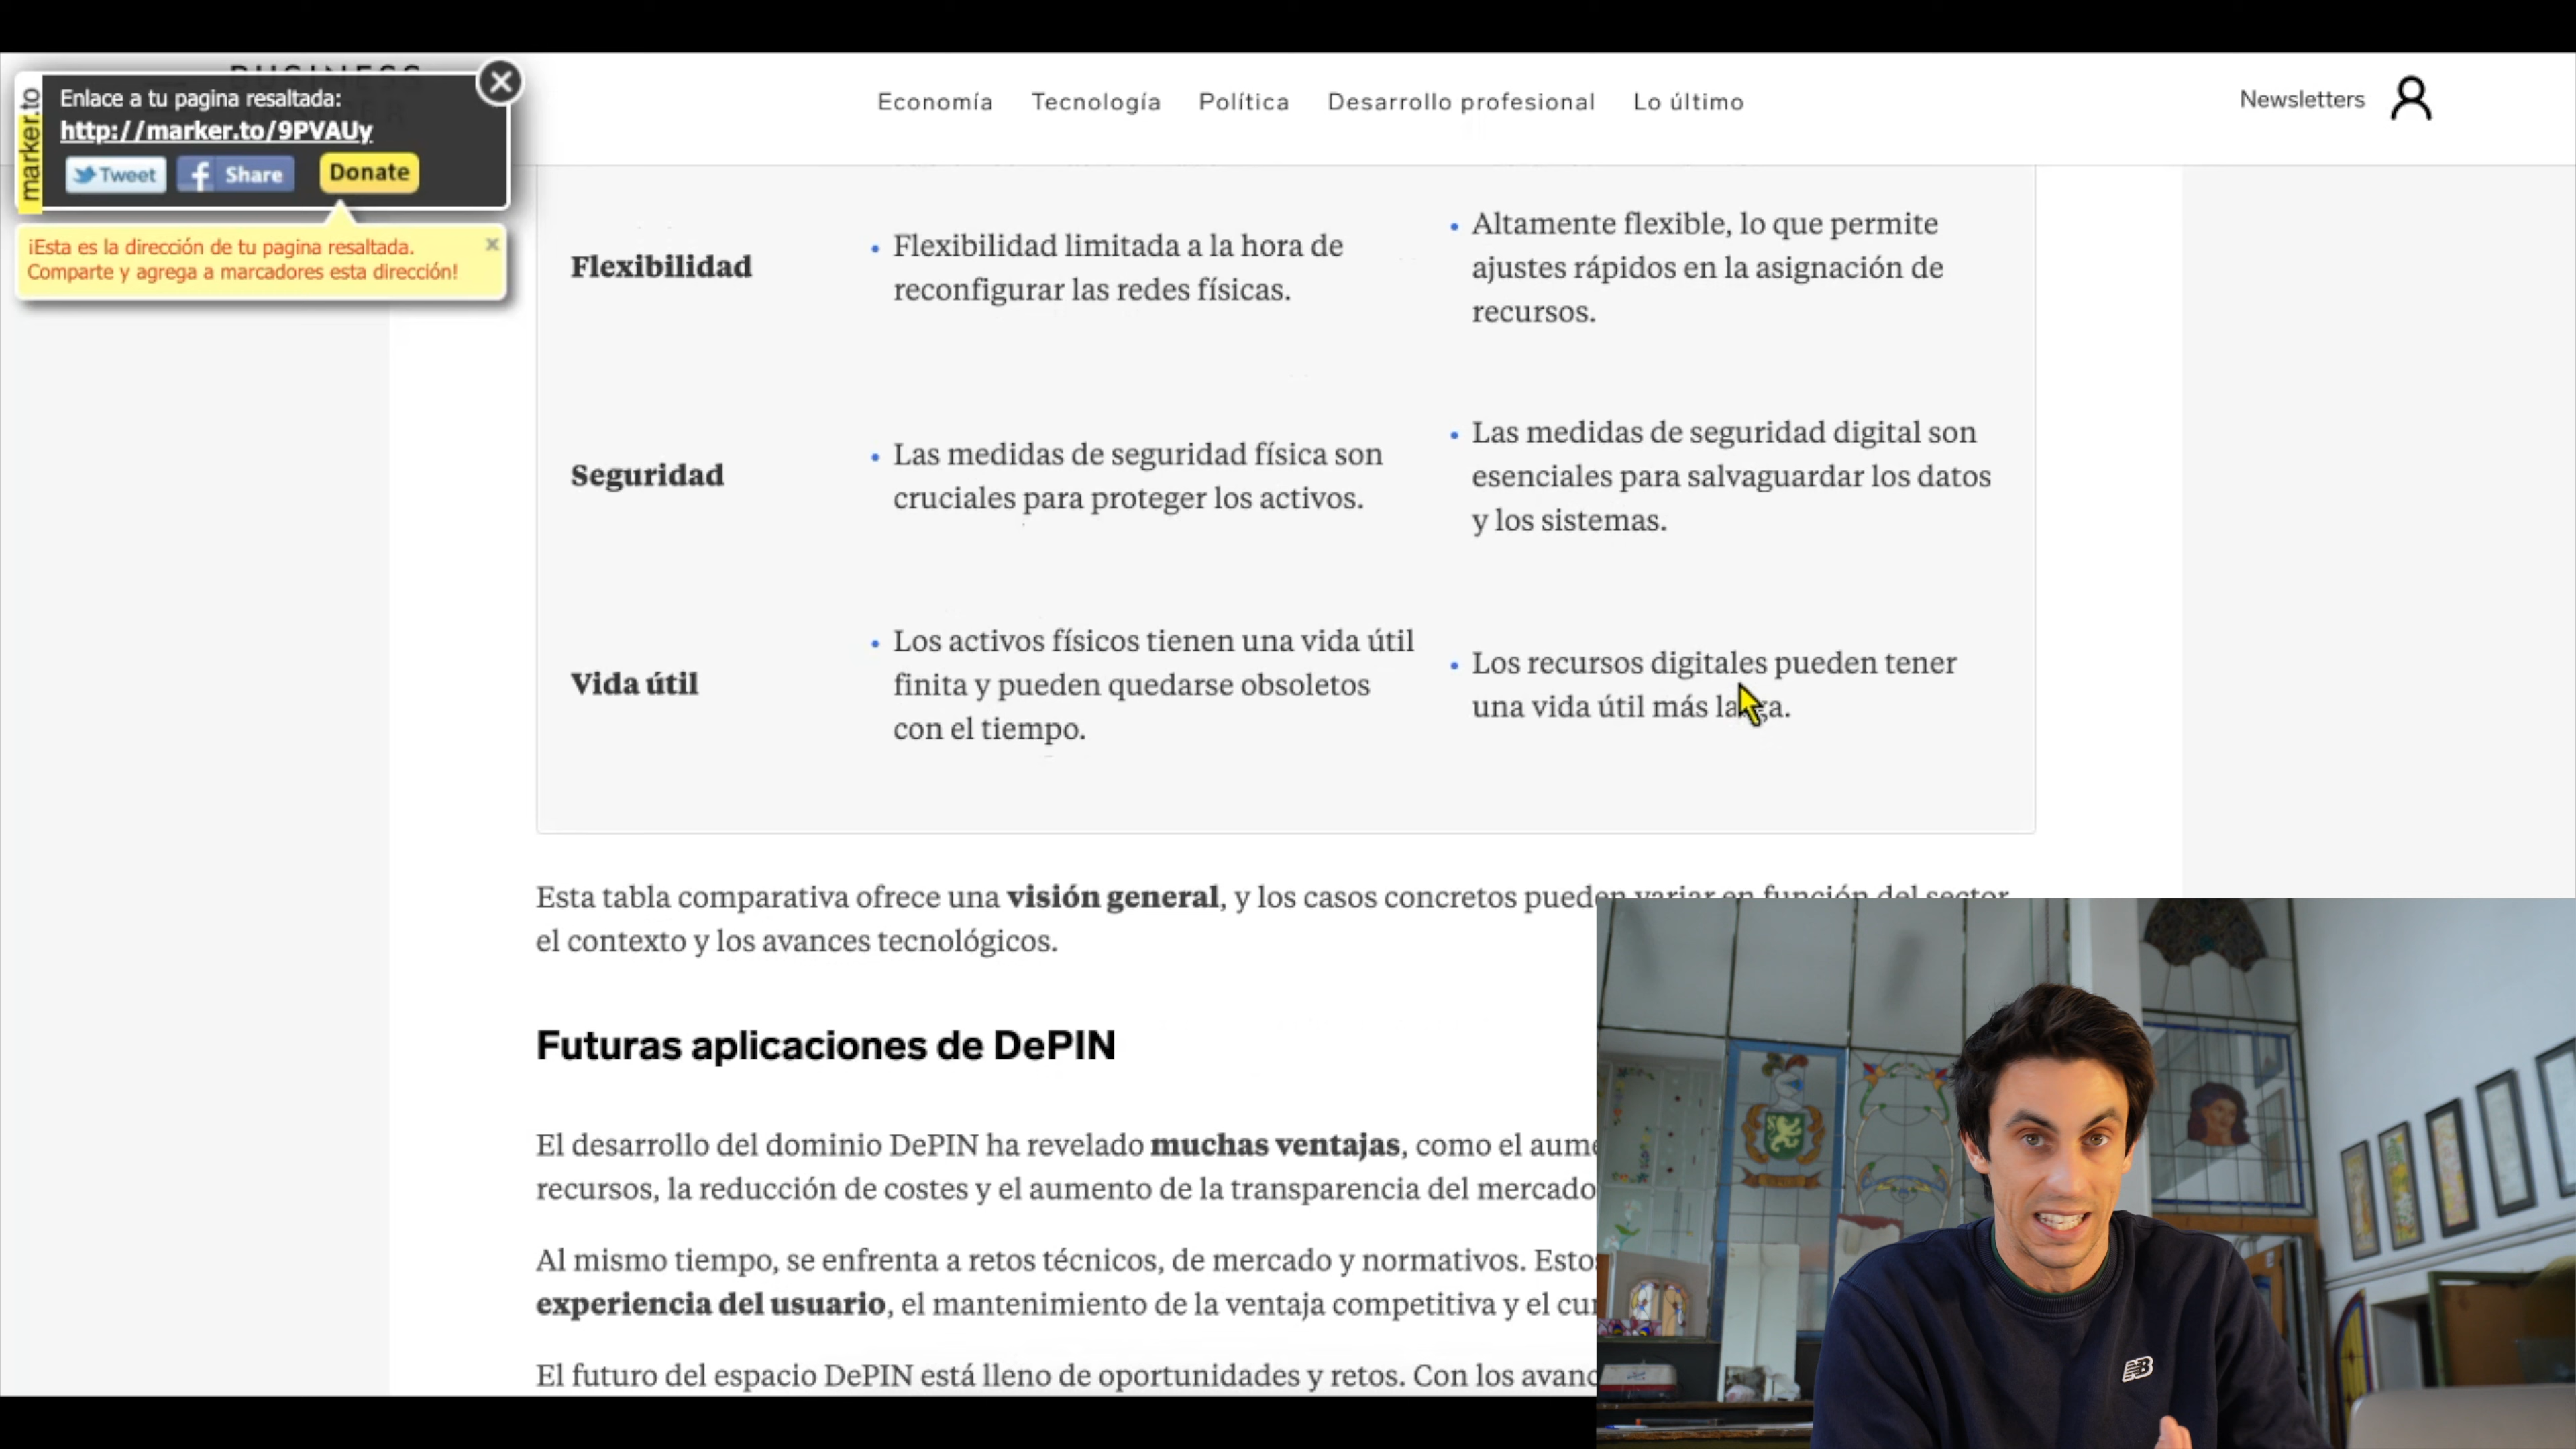 Enlace a tu pagina resaltada:
http://marker.to/9PVAUy
marker.to
Tweet
Share
Donate
¡Esta es la dirección de tu pagina resaltada.
Comparte y agrega a marcadores esta dirección!
Economía Tecnología Política Desarrollo profesional Lo último
Newsletters
Flexibilidad
Flexibilidad limitada a la hora de
reconfigurar las redes físicas.
Altamente flexible, lo que permite
ajustes rápidos en la asignación de
recursos.
Seguridad
Las medidas de seguridad física son
cruciales para proteger los activos.
Las medidas de seguridad digital son
esenciales para salvaguardar los datos
y los sistemas.
Vida útil
Los activos físicos tienen una vida útil
finita y pueden quedarse obsoletos
con el tiempo.
Los recursos digitales pueden tener
una vida útil más larga.
Esta tabla comparativa ofrece una visión general, y los casos concretos pueden variar en función del sector
el contexto y los avances tecnológicos.
Futuras aplicaciones de DePIN
El desarrollo del dominio DePIN ha revelado muchas ventajas, como el
recursos, la reducción de costes y el aumento de la transparencia del mercado
Al mismo tiempo, se enfrenta a retos técnicos, de mercado y normativos.
experiencia del usuario, el mantenimiento de la ventaja competitiva y el
El futuro del espacio DePIN está lleno de oportunidades y retos. Con los
NB